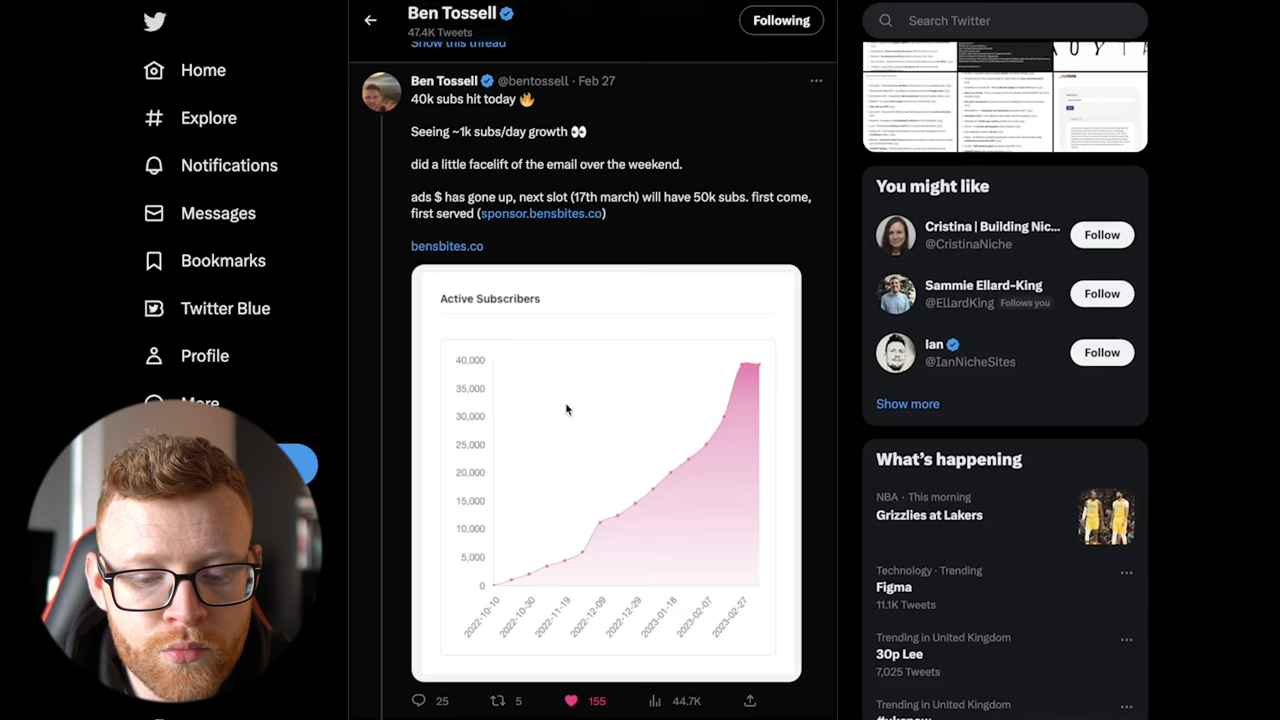 Ben Tossell
47.4K Tweets
Following
Search Twitter
Show this thread
Home
Ben Tossell
Feb 27
Notifications
Seeing ~1k subs/day growth 👀
Messages
did a little facelift of the email over the weekend.
Bookmarks
ads $ has gone up, next slot (17th march) will have 50k subs. first come,
first served (sponsor.bensbites.co)
Twitter Blue
bensbites.co
Profile
More
Active Subscribers
40,000
35,000
30,000
25,000
20,000
15,000
10,000
5,000
0
2022-10-10
2022-10-30
2022-11-19
2022-12-09
2022-12-29
2023-01-18
2023-02-07
2023-02-27
25
5
155
44.7K
You might like
Cristina | Building Nic...
@CristinaNiche
Follow
Sammie Ellard-King
@EllardKing Follows you
Follow
Ian
@IanNicheSites
Follow
Show more
What's happening
NBA · This morning
Grizzlies at Lakers
Technology · Trending
Figma
11.1K Tweets
Trending in United Kingdom
30p Lee
7,025 Tweets
Trending in United Kingdom